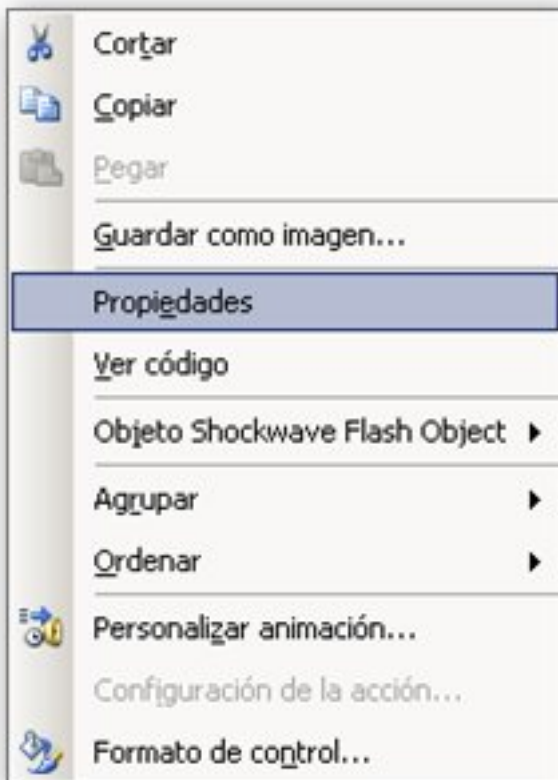 Cortar
Copiar
Pegar
Guardar como imagen...
Propiedades
Ver código
Objeto Shockwave Flash Object
Agrupar
Ordenar
Personalizar animación...
Configuración de la acción...
Formato de control...